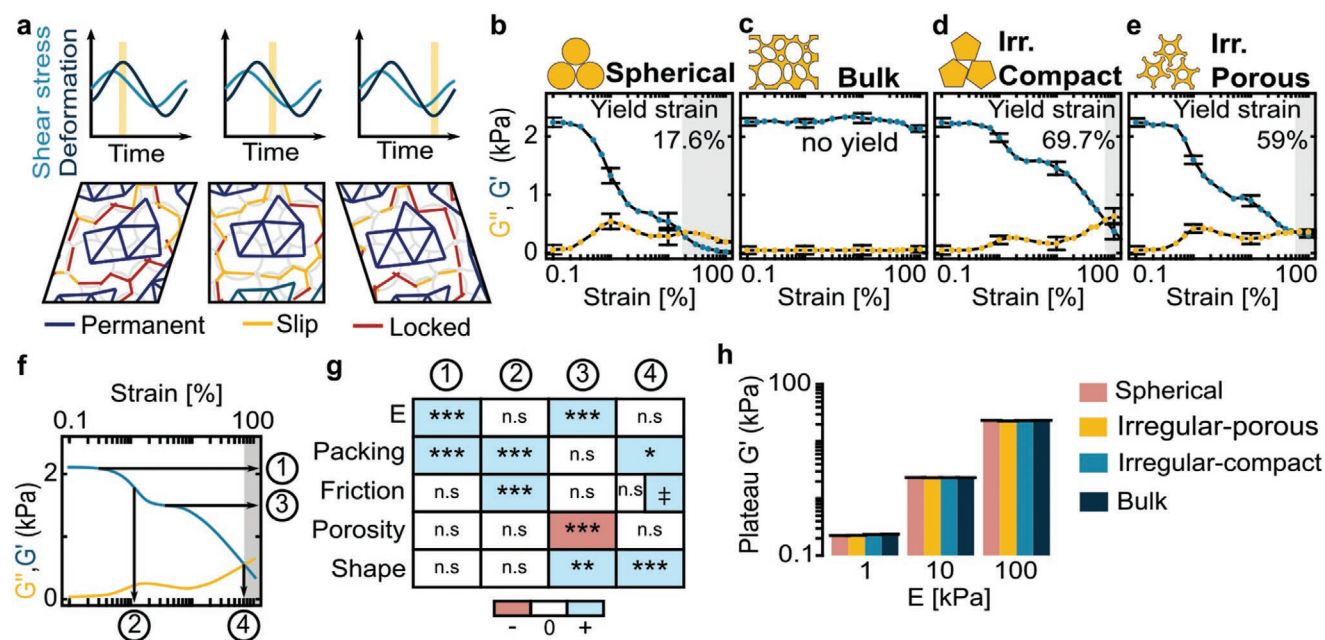 a
Shear stress
Deformation
Time
Time
Time
Permanent
Slip
Locked
b
Spherical
Yield strain
17.6%
G'', G' (kPa)
2
1
0
0.1
100
Strain [%]
c
Bulk
no yield
0.1
100
Strain [%]
d
Irr.
Compact
Yield strain
69.7%
0.1
100
Strain [%]
e
Irr.
Porous
Yield strain
59%
0.1
100
Strain [%]
f
Strain [%]
0.1
100
G'', G' (kPa)
2
1
0
1
3
2
4
g
1 2 3 4
E *** n.s *** n.s
Packing *** *** n.s *
Friction n.s *** n.s n.s ‡
Porosity n.s n.s *** n.s
Shape n.s n.s ** ***
- 0 +
h
Plateau G' (kPa)
100
0.1
1 10 100
E [kPa]
Spherical
Irregular-porous
Irregular-compact
Bulk